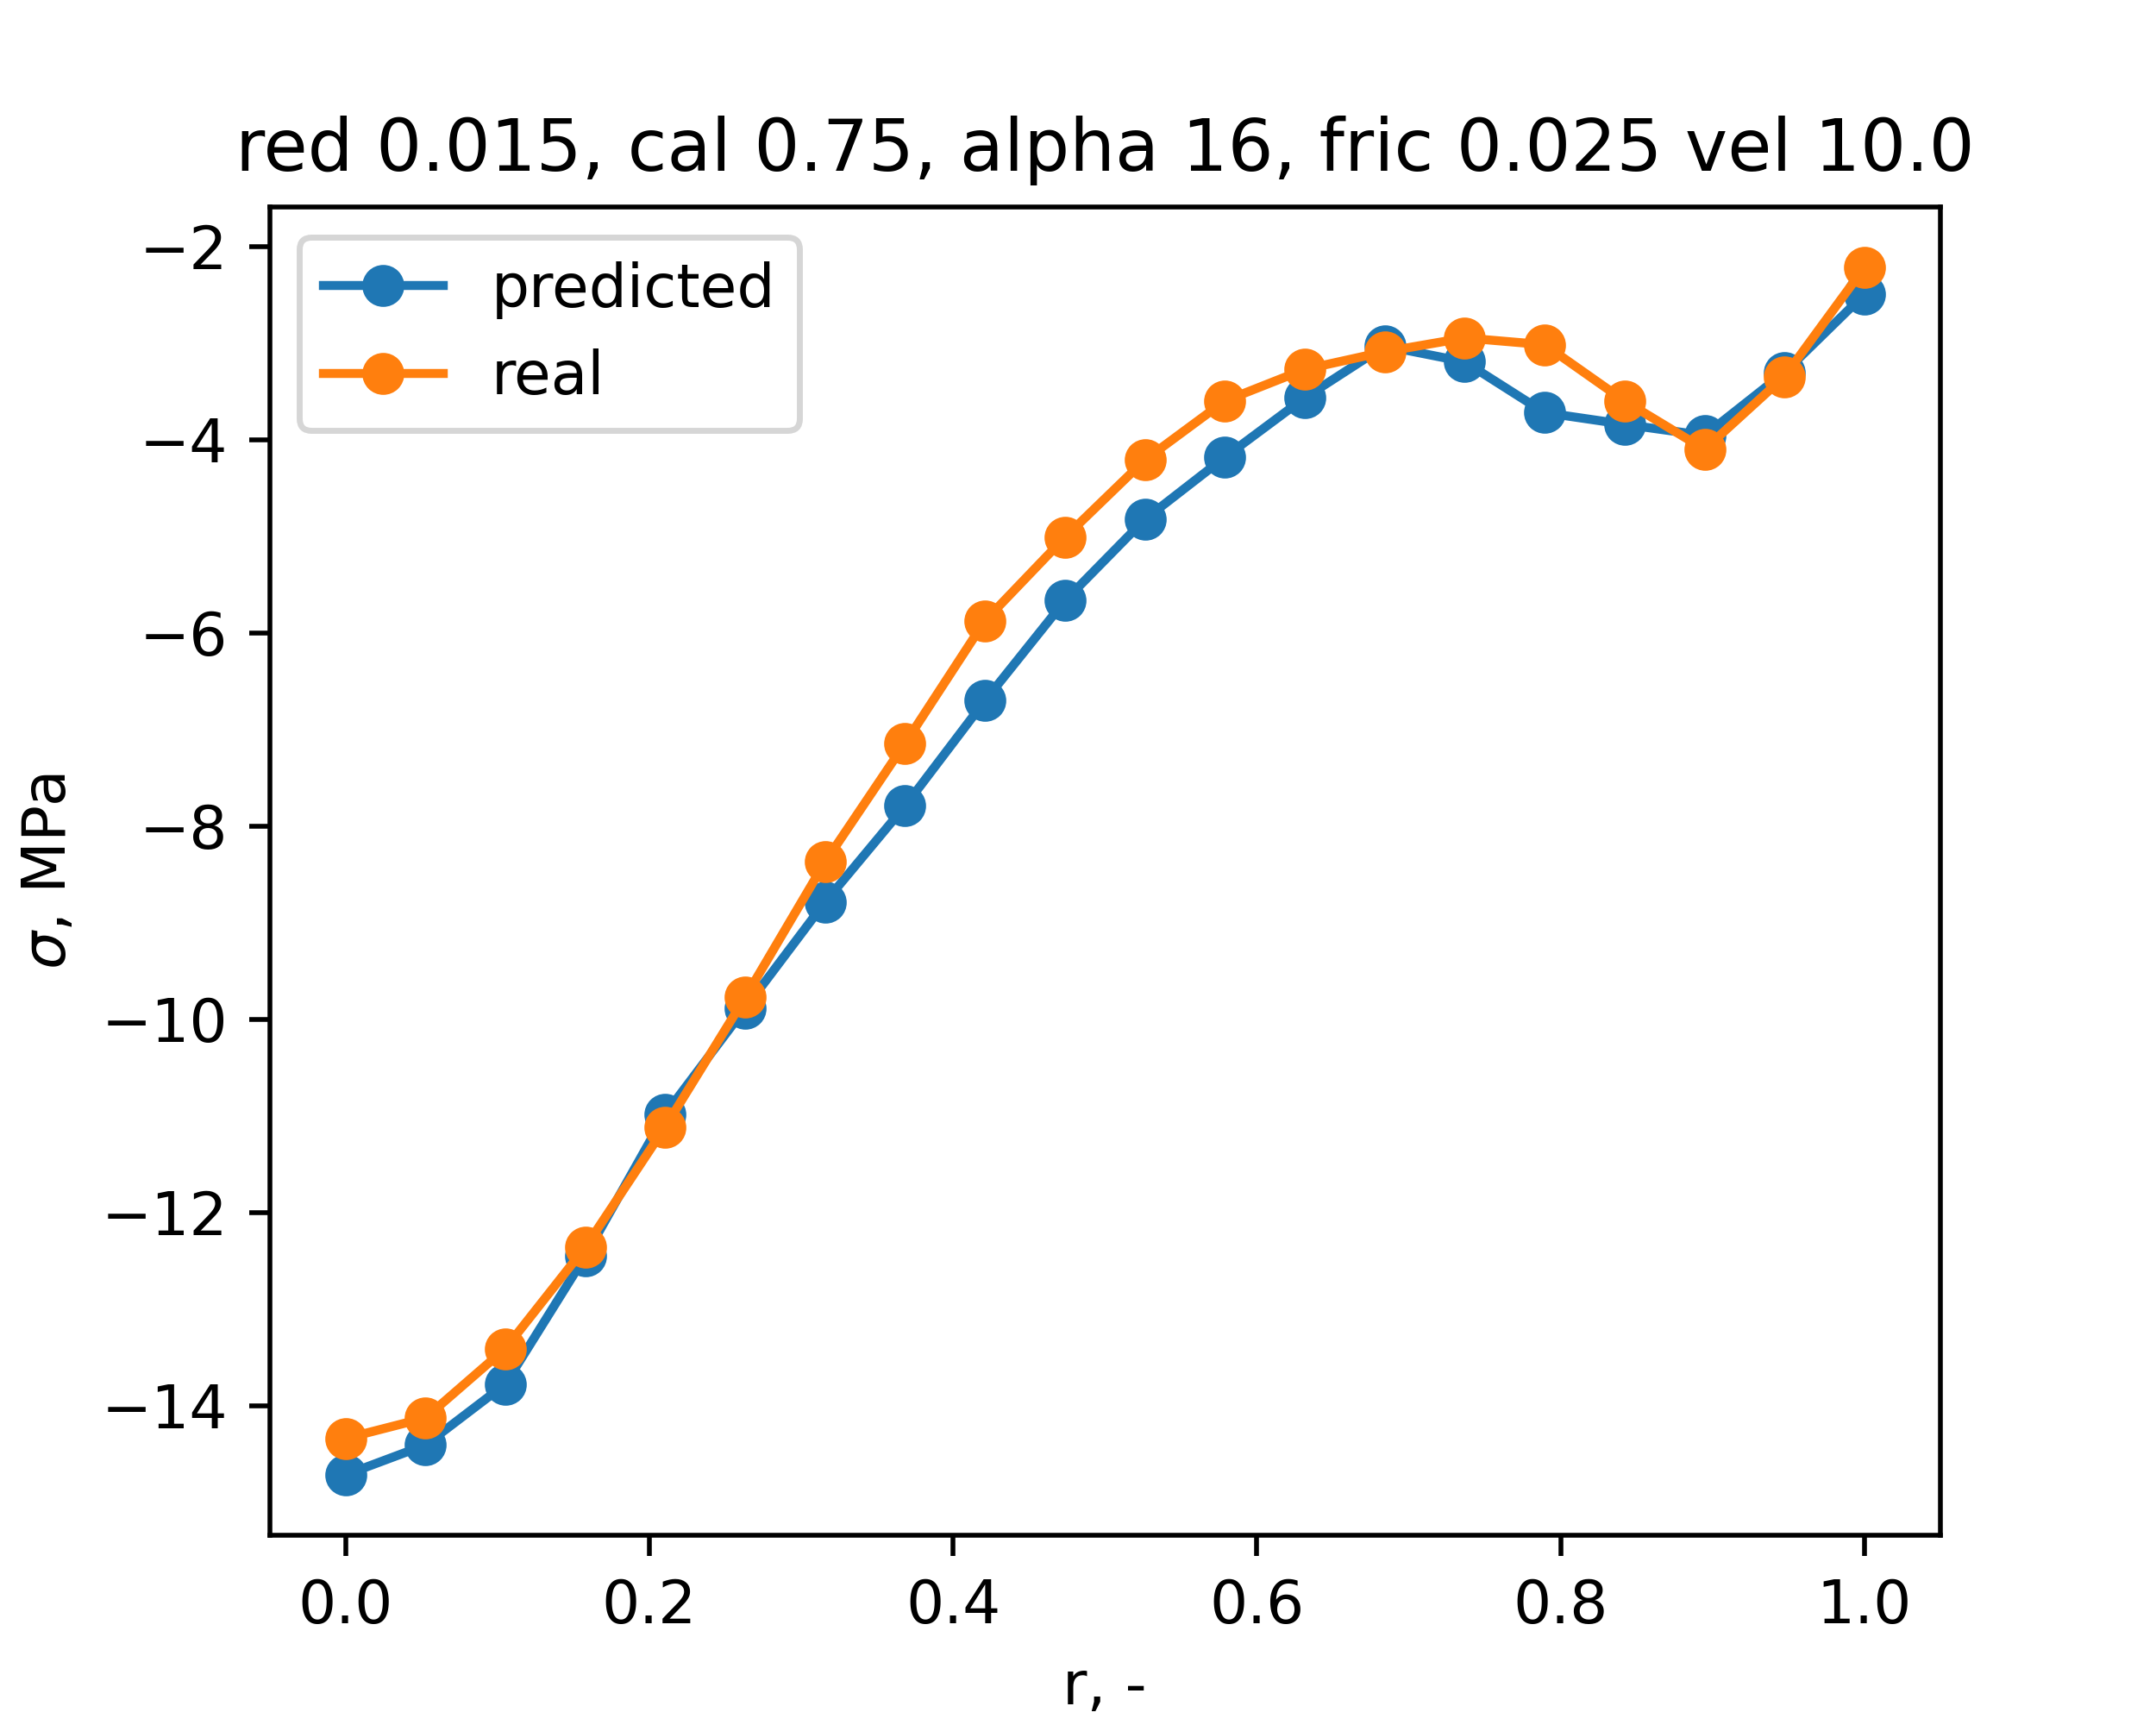 red 0.015, cal 0.75, alpha 16, fric 0.025 vel 10.0
predicted
real
−2
−4
−6
−8
−10
−12
−14
σ, MPa
0.0 0.2 0.4 0.6 0.8 1.0
r, -